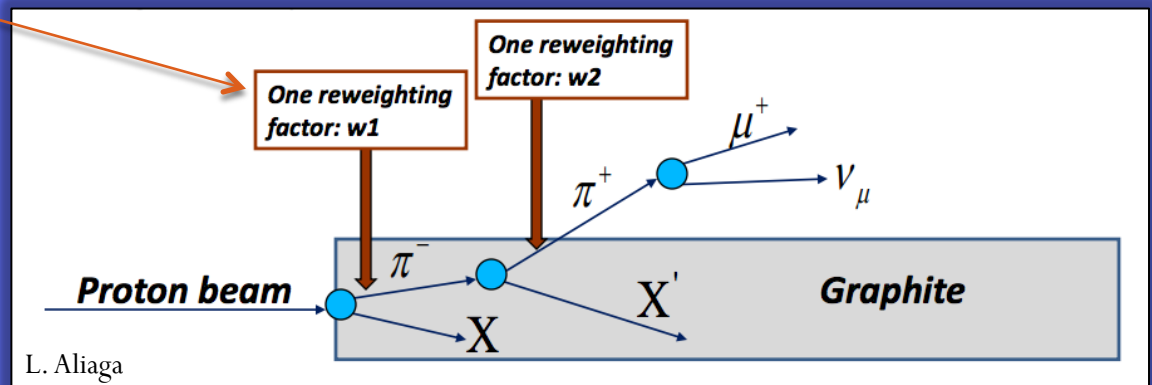 One reweighting
factor: w2
One reweighting
factor: w1
μ+
π+
νμ
π-
Proton beam
X
X'
Graphite
L. Aliaga